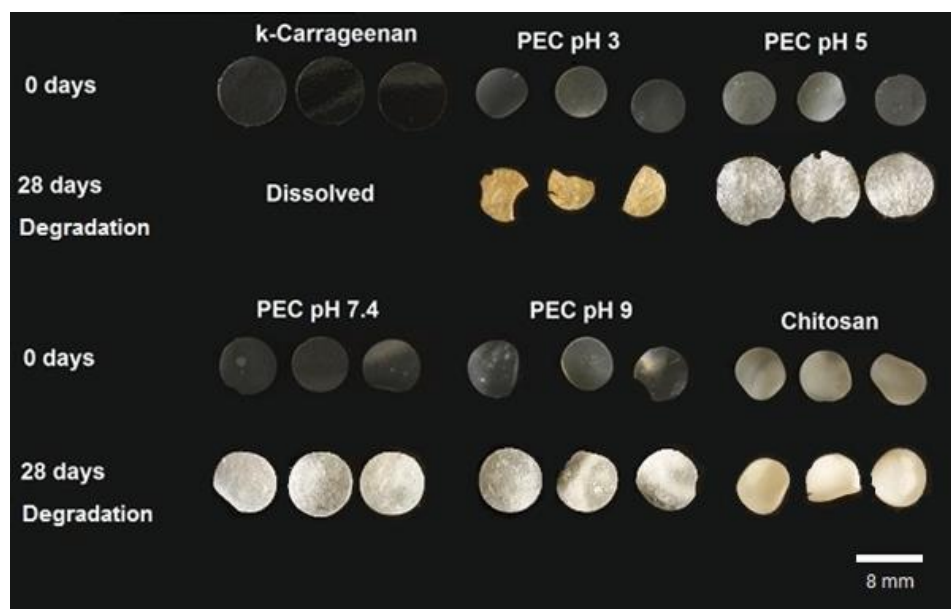 k-Carrageenan PEC pH 3 PEC pH 5
0 days
28 days
Degradation
Dissolved
PEC pH 7.4 PEC pH 9 Chitosan
0 days
28 days
Degradation
8 mm